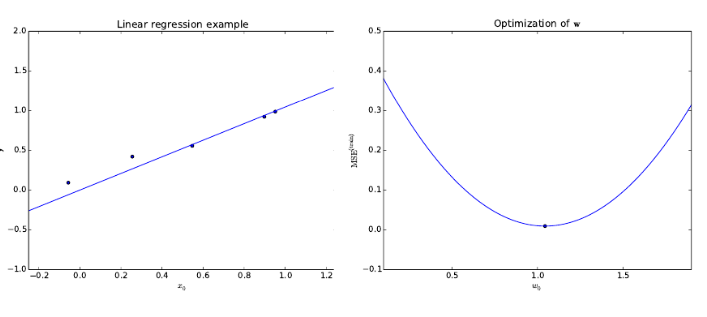 Linear regression example
2.0
1.5
1.0
0.5
0.0
−0.5
−1.0
−0.2 0.0 0.2 0.4 0.6 0.8 1.0 1.2
x₀
Optimization of w
0.5
0.4
0.3
0.2
0.1
0.0
−0.1
MSE(train)
0.5 1.0 1.5
w₀